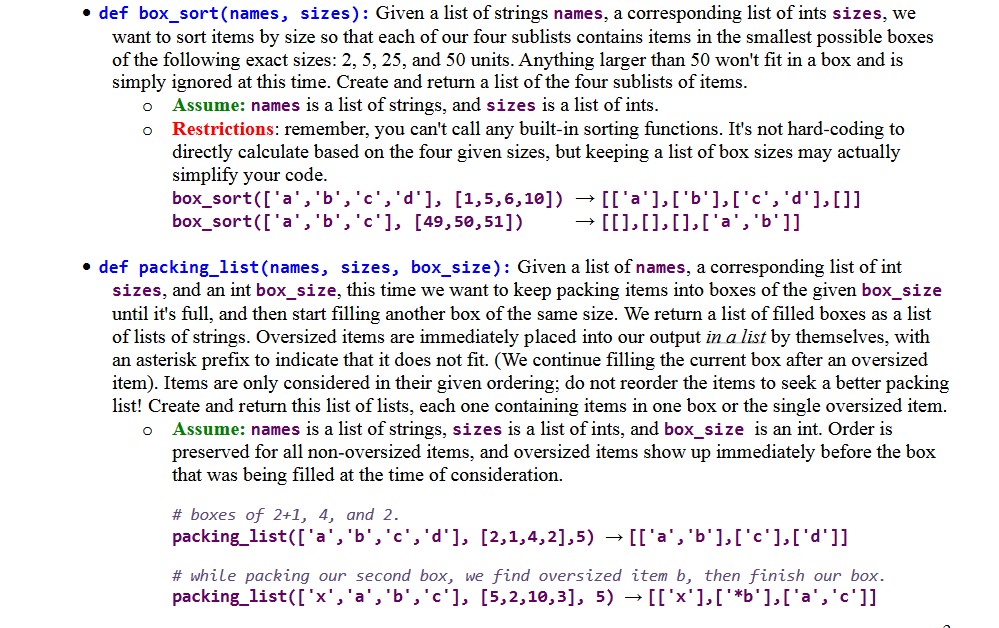 • def box_sort(names, sizes): Given a list of strings names, a corresponding list of ints sizes, we
want to sort items by size so that each of our four sublists contains items in the smallest possible boxes
of the following exact sizes: 2, 5, 25, and 50 units. Anything larger than 50 won't fit in a box and is
simply ignored at this time. Create and return a list of the four sublists of items.
o Assume: names is a list of strings, and sizes is a list of ints.
o Restrictions: remember, you can't call any built-in sorting functions. It's not hard-coding to
directly calculate based on the four given sizes, but keeping a list of box sizes may actually
simplify your code.
box_sort(['a','b','c','d'], [1,5,6,10]) → [['a'],['b'],['c','d'],[]]
box_sort(['a','b','c'], [49,50,51]) → [[],[],[],['a','b']]
• def packing_list(names, sizes, box_size): Given a list of names, a corresponding list of int
sizes, and an int box_size, this time we want to keep packing items into boxes of the given box_size
until it's full, and then start filling another box of the same size. We return a list of filled boxes as a list
of lists of strings. Oversized items are immediately placed into our output in a list by themselves, with
an asterisk prefix to indicate that it does not fit. (We continue filling the current box after an oversized
item). Items are only considered in their given ordering; do not reorder the items to seek a better packing
list! Create and return this list of lists, each one containing items in one box or the single oversized item.
o Assume: names is a list of strings, sizes is a list of ints, and box_size is an int. Order is
preserved for all non-oversized items, and oversized items show up immediately before the box
that was being filled at the time of consideration.
# boxes of 2+1, 4, and 2.
packing_list(['a','b','c','d'], [2,1,4,2],5) → [['a','b'],['c'],['d']]
# while packing our second box, we find oversized item b, then finish our box.
packing_list(['x','a','b','c'], [5,2,10,3], 5) → [['x'],['*b'],['a','c']]